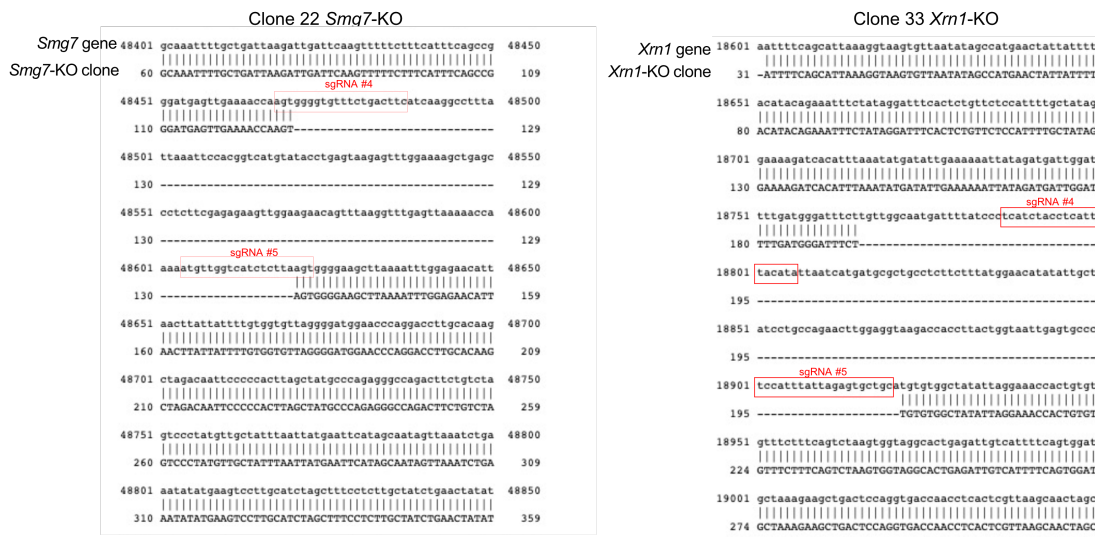 Clone 22 Smg7-KO
Smg7 gene 48401 gcaaattttgctgattaagattgattcaagtttttctttcatttcagccg 48450
Smg7-KO clone 60 GCAAATTTTGCTGATTAAGATTGATTCAAGTTTTTCTTTCATTTCAGCCG 109
sgRNA #4
48451 ggatgagttgaaaaccaagtggggtgtttctgacttcatcaaggccttta 48500
110 GGATGAGTTGAAAACCAAGT------------------------------ 129
48501 ttaaattccacggtcatgtatacctgagtaagagtttggaaaagctgagc 48550
130 -------------------------------------------------- 129
48551 cctcttcgagagaagttggaagaacagtttaaggtttgagttaaaaacca 48600
130 -------------------------------------------------- 129
sgRNA #5
48601 aaaatgttggtcatctcttaagtggggaagcttaaaatttggagaacatt 48650
130 --------------------AGTGGGGAAGCTTAAAATTTGGAGAACATT 159
48651 aacttattattttgtggtgttaggggatggaacccaggaccttgcacaag 48700
160 AACTTATTATTTTGTGGTGTTAGGGGATGGAACCCAGGACCTTGCACAAG 209
48701 ctagacaattcccccacttagctatgcccagagggccagacttctgtcta 48750
210 CTAGACAATTCCCCCACTTAGCTATGCCCAGAGGGCCAGACTTCTGTCTA 259
48751 gtccctatgttgctatttaattatgaattcatagcaatagttaaatctga 48800
260 GTCCCTATGTTGCTATTTAATTATGAATTCATAGCAATAGTTAAATCTGA 309
48801 aatatatgaagtccttgcatctagctttcctcttgctatctgaactatat 48850
310 AATATATGAAGTCCTTGCATCTAGCTTTCCTCTTGCTATCTGAACTATAT 359
Clone 33 Xrn1-KO
Xrn1 gene 18601 aattttcagcattaaaggtaagtgttaatatagccatgaactattatttt
Xrn1-KO clone 31 -ATTTTCAGCATTAAAGGTAAGTGTTAATATAGCCATGAACTATTATTTT
18651 acatacagaaatttctataggatttcactctgttctccattttgctatag
80 ACATACAGAAATTTCTATAGGATTTCACTCTGTTCTCCATTTTGCTATAG
18701 gaaaagatcacatttaaatatgatattgaaaaaattatagatgattggat
130 GAAAAGATCACATTTAAATATGATATTGAAAAAATTATAGATGATTGGAT
sgRNA #4
18751 tttgatgggatttcttgttggcaatgattttatccctcatctacctcatt
180 TTTGATGGGATTTCT-----------------------------------
18801 tacatattaatcatgatgcgctgcctcttctttatggaacatatattgct
195 --------------------------------------------------
18851 atcctgccagaacttggaggtaagaccaccttactggtaattgagtgccc
195 --------------------------------------------------
sgRNA #5
18901 tccatttattagagtgctgcatgtgtggctatattaggaaaccactgtgt
195 ---------------------TGTGTGGCTATATTAGGAAACCACTGTGT
18951 gtttctttcagtctaagtggtaggcactgagattgtcattttcagtggat
224 GTTTCTTTCAGTCTAAGTGGTAGGCACTGAGATTGTCATTTTCAGTGGAT
19001 gctaaagaagctgactccaggtgaccaacctcactcgttaagcaactagc
274 GCTAAAGAAGCTGACTCCAGGTGACCAACCTCACTCGTTAAGCAACTAGC